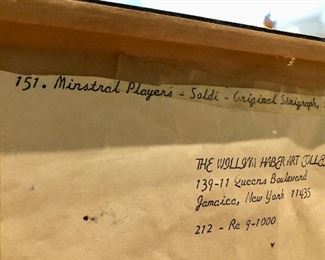 151. Minstral Players - Soldi - Original Serigraph,
THE WILLIAM HABER ART COLLE
139-11 Queens Boulevard
Jamaica, New York 11435
212 - Re 9-1000